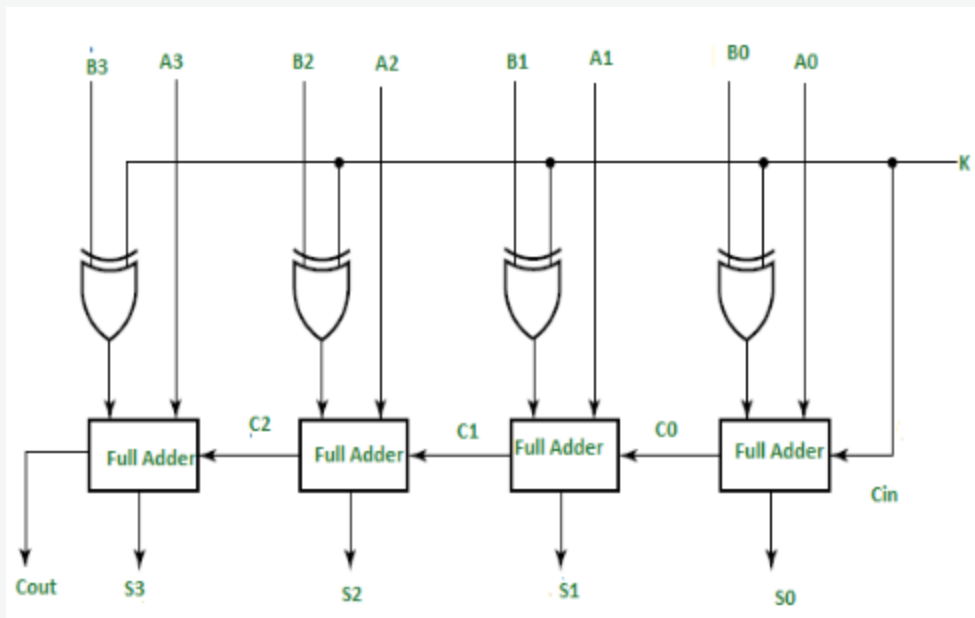 B3 A3 B2 A2 B1 A1 B0 A0
K
C2 C1 C0
Full Adder Full Adder Full Adder Full Adder
Cin
Cout S3 S2 S1 S0